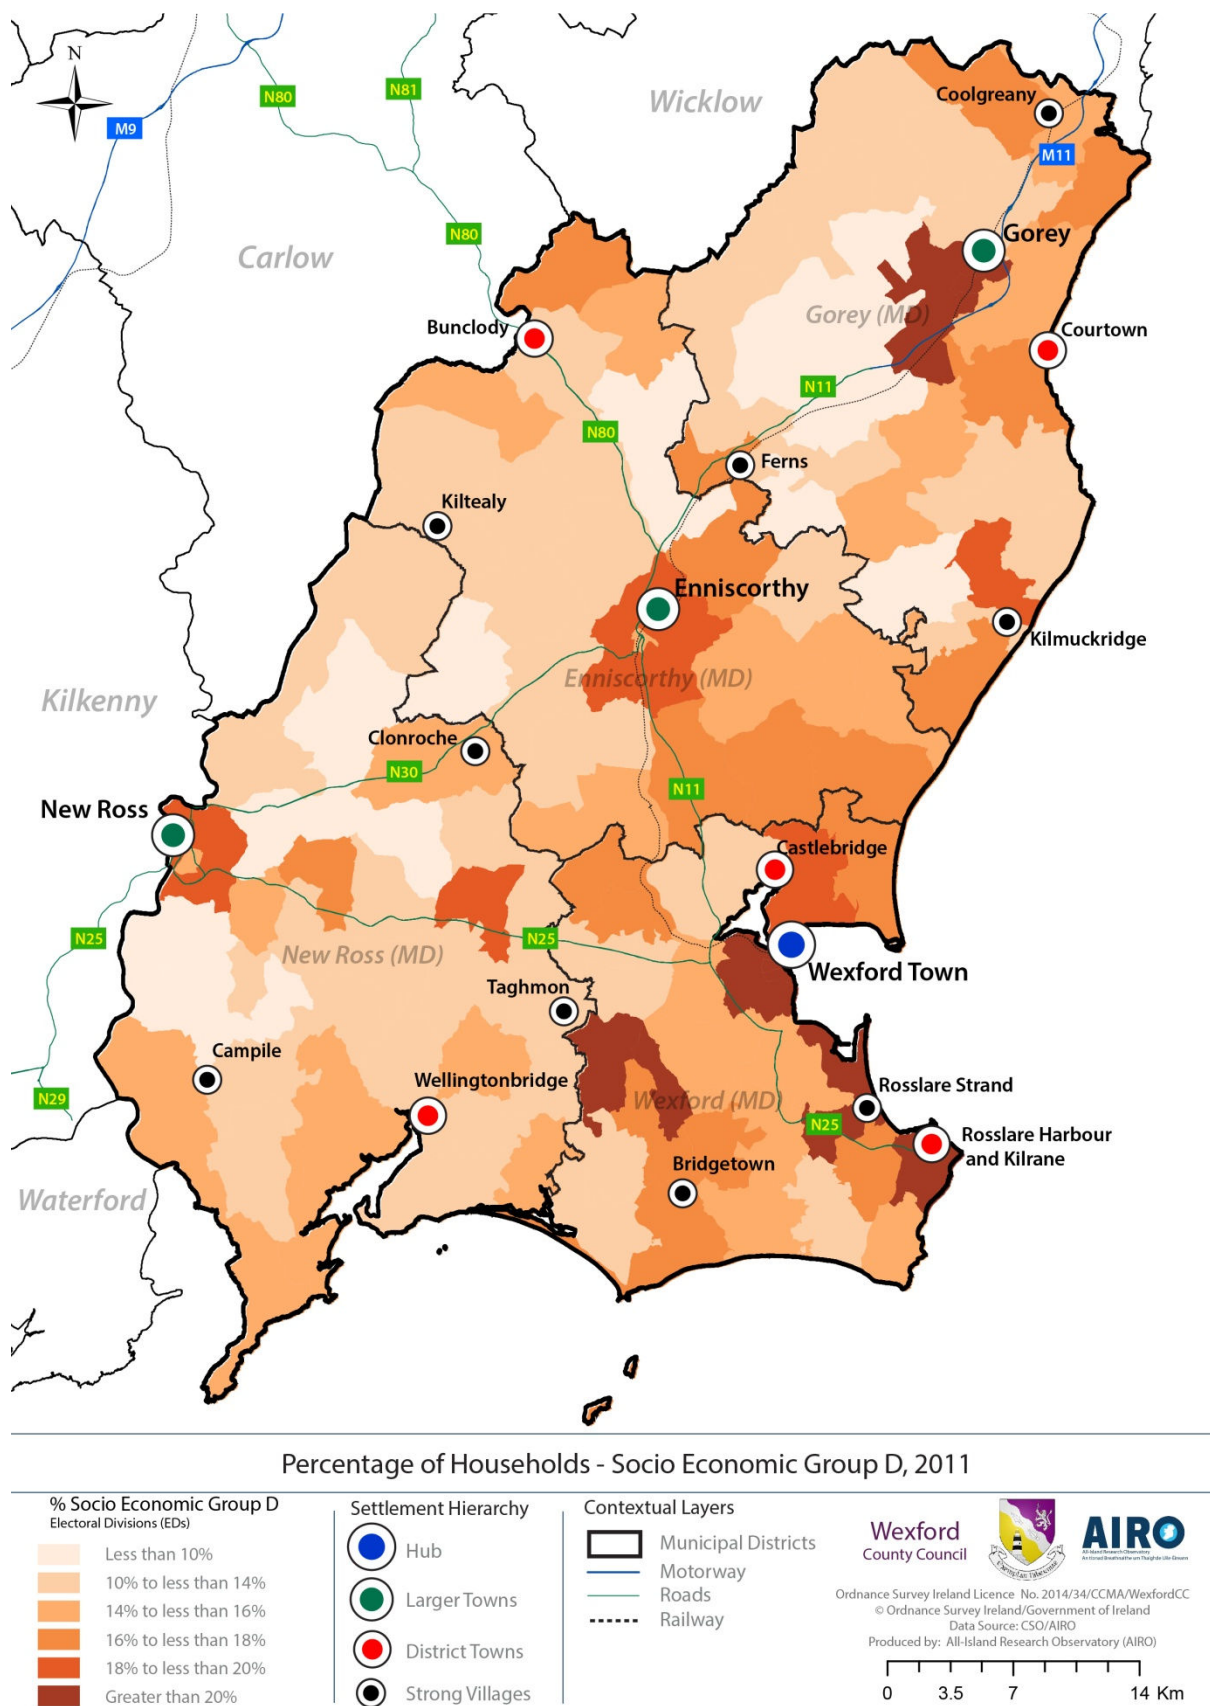 N
Wicklow
Coolgreany
N80
N81
M9
M11
N80
Gorey
Carlow
Gorey (MD)
Bunclody
Courtown
N11
N80
Ferns
Kiltealy
Enniscorthy
Kilmuckridge
Enniscorthy (MD)
Kilkenny
Clonroche
N30
N11
New Ross
Castlebridge
N25
N25
New Ross (MD)
Wexford Town
Taghmon
Campile
Wellingtonbridge
Rosslare Strand
N29
Wexford (MD)
N25
Rosslare Harbour
and Kilrane
Bridgetown
Waterford
Percentage of Households - Socio Economic Group D, 2011
% Socio Economic Group D
Electoral Divisions (EDs)
Less than 10%
10% to less than 14%
14% to less than 16%
16% to less than 18%
18% to less than 20%
Greater than 20%
Settlement Hierarchy
Hub
Larger Towns
District Towns
Strong Villages
Contextual Layers
Municipal Districts
Motorway
Roads
Railway
Wexford
County Council
AIRO
All-Island Research Observatory
Ordnance Survey Ireland Licence No. 2014/34/CCMA/WexfordCC
© Ordnance Survey Ireland/Government of Ireland
Data Source: CSO/AIRO
Produced by: All-Island Research Observatory (AIRO)
0 3.5 7 14 Km